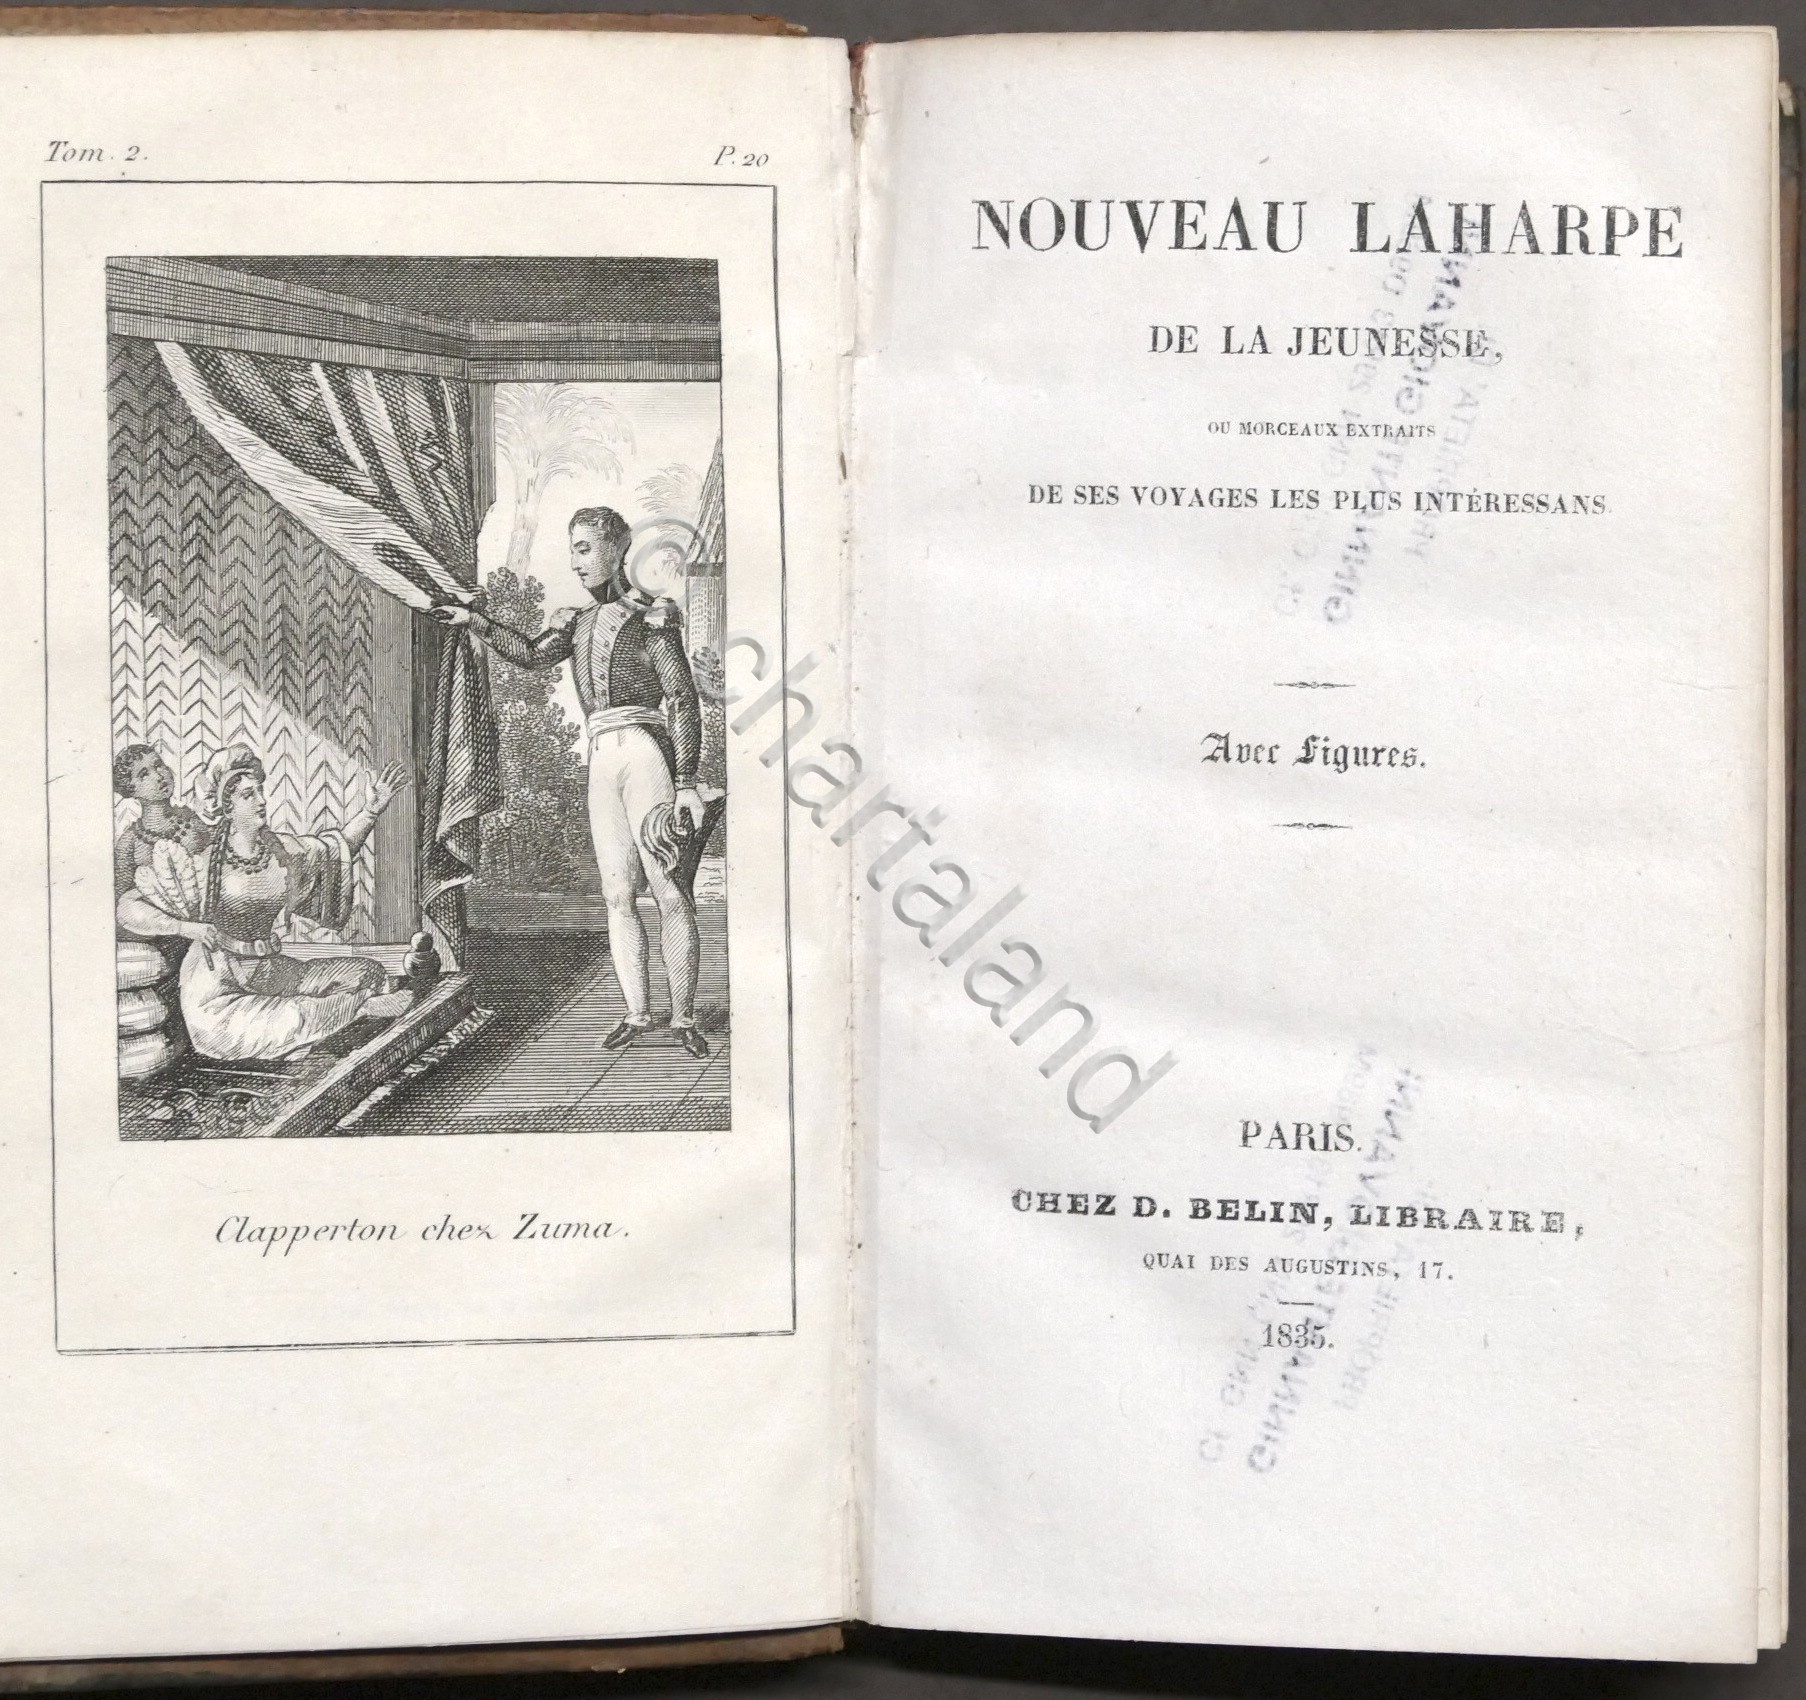 Tom. 2.
P. 20
Clapperton chez Zuma.
NOUVEAU LAHARPE
DE LA JEUNESSE,
OU MORCEAUX EXTRAITS
DE SES VOYAGES LES PLUS INTÉRESSANS.
Avec Figures.
PARIS.
CHEZ D. BELIN, LIBRAIRE,
QUAI DES AUGUSTINS, 17.
1835.
© chartaland